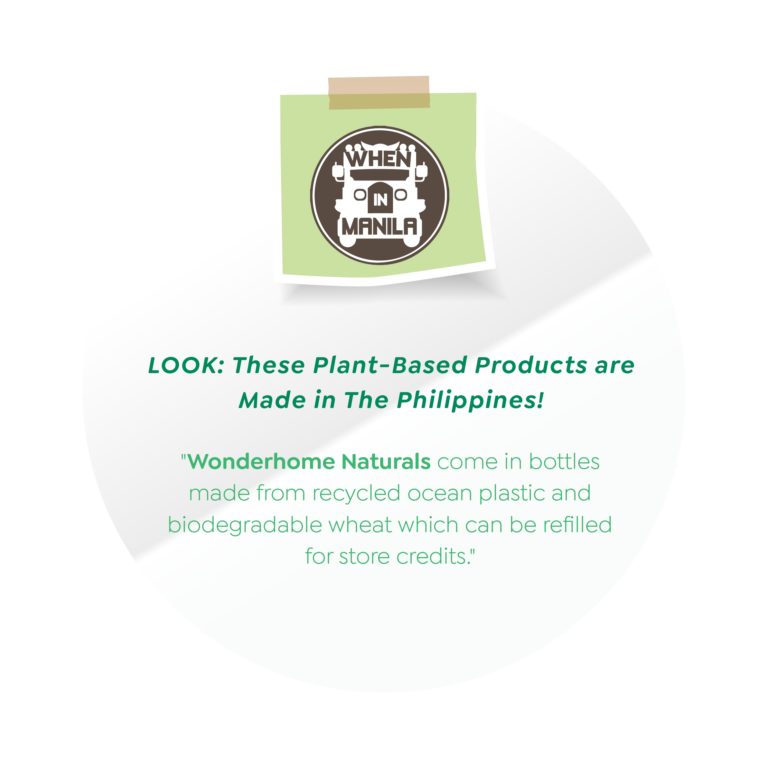 WHEN
IN
MANILA
LOOK: These Plant-Based Products are
Made in The Philippines!
"Wonderhome Naturals come in bottles
made from recycled ocean plastic and
biodegradable wheat which can be refilled
for store credits."